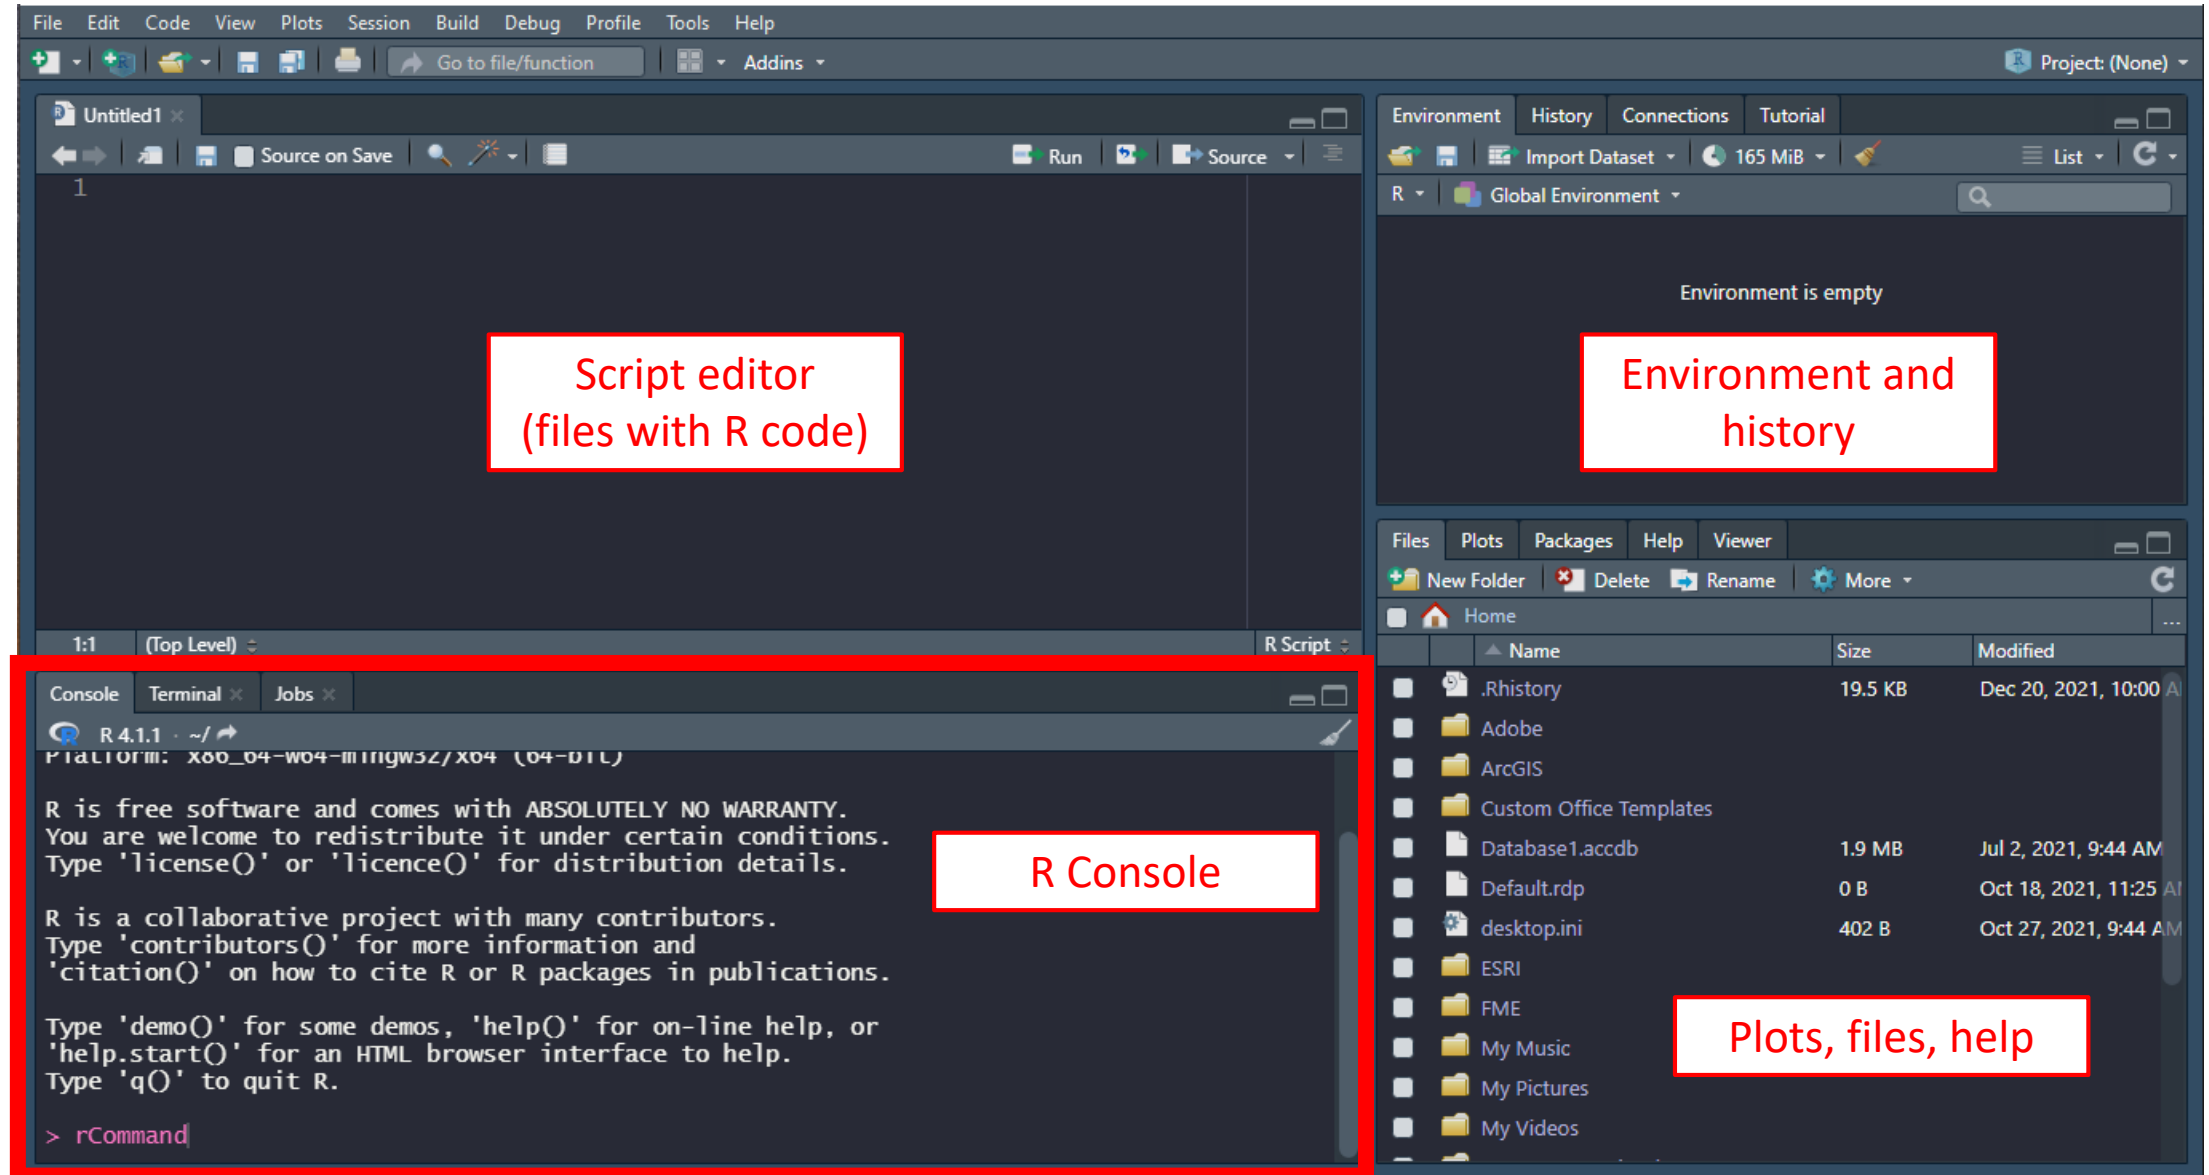 File Edit Code View Plots Session Build Debug Profile Tools Help
Go to file/function Addins Project: (None)
Untitled1
Source on Save Run Source
1
Script editor
(files with R code)
1:1 (Top Level) R Script
Console Terminal Jobs
R 4.1.1 · ~/
Platform: x86_64-w64-mingw32/x64 (64-bit)
R is free software and comes with ABSOLUTELY NO WARRANTY.
You are welcome to redistribute it under certain conditions.
Type 'license()' or 'licence()' for distribution details.
R is a collaborative project with many contributors.
Type 'contributors()' for more information and
'citation()' on how to cite R or R packages in publications.
Type 'demo()' for some demos, 'help()' for on-line help, or
'help.start()' for an HTML browser interface to help.
Type 'q()' to quit R.
> rCommand
R Console
Environment History Connections Tutorial
Import Dataset 165 MiB List
R Global Environment
Environment is empty
Environment and
history
Files Plots Packages Help Viewer
New Folder Delete Rename More
Home ...
Name Size Modified
.Rhistory 19.5 KB Dec 20, 2021, 10:00 A
Adobe
ArcGIS
Custom Office Templates
Database1.accdb 1.9 MB Jul 2, 2021, 9:44 AM
Default.rdp 0 B Oct 18, 2021, 11:25 A
desktop.ini 402 B Oct 27, 2021, 9:44 AM
ESRI
FME
My Music
My Pictures
My Videos
Plots, files, help